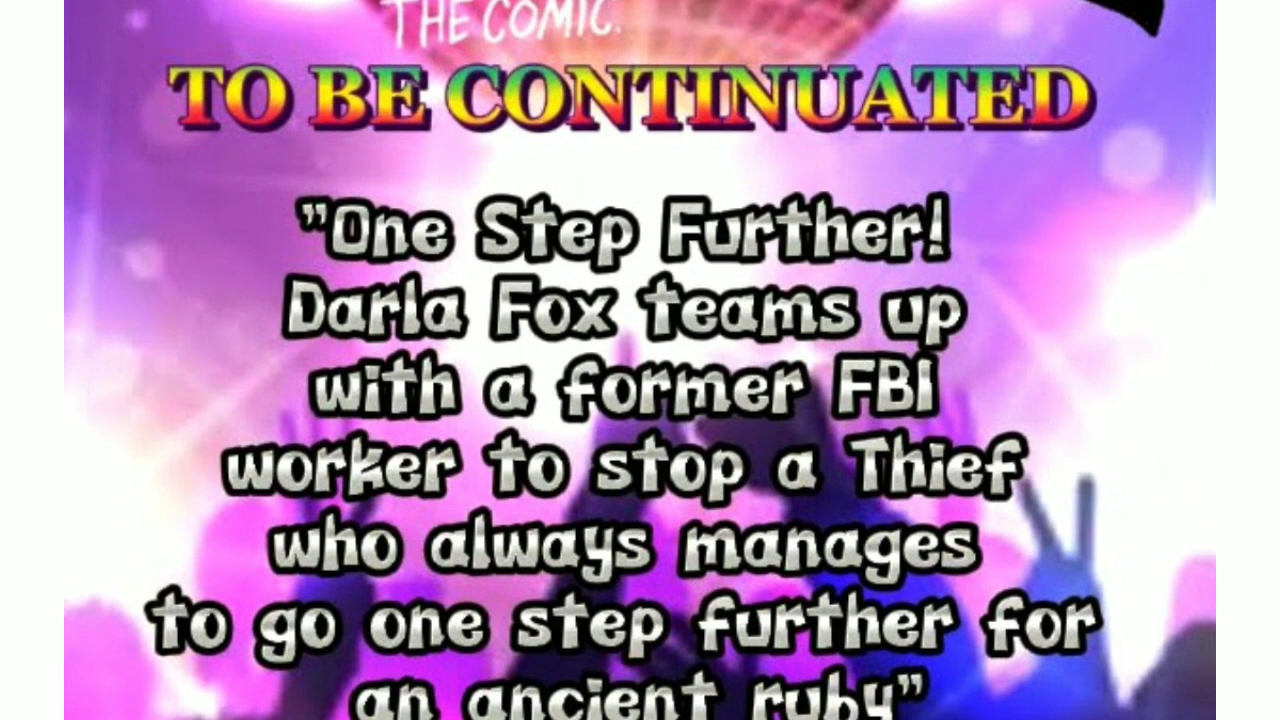 THE COMIC.
TO BE CONTINUATED
"One Step Further!
Darla Fox teams up
with a former FBI
worker to stop a Thief
who always manages
to go one step further for
an ancient ruby"